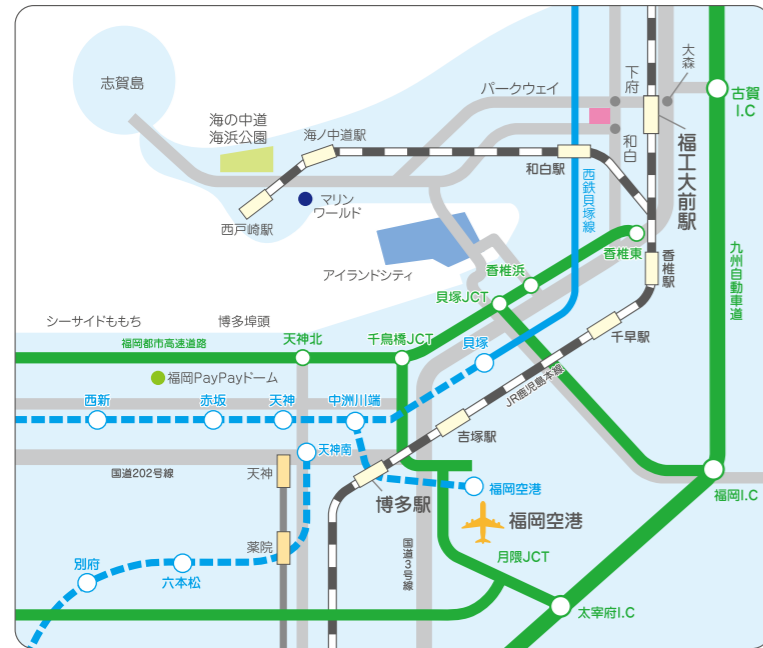 志賀島
海の中道
海浜公園
海ノ中道駅
パークウェイ
下府
大森
古賀
I.C
和白
福工大前駅
和白駅
西鉄貝塚線
マリン
ワールド
西戸崎駅
アイランドシティ
香椎浜
香椎東
香椎駅
九州自動車道
貝塚JCT
シーサイドももち
博多埠頭
天神北
千鳥橋JCT
貝塚
千早駅
福岡都市高速道路
福岡PayPayドーム
JR鹿児島本線
西新
赤坂
天神
中洲川端
吉塚駅
天神南
国道202号線
天神
博多駅
福岡空港
福岡I.C
福岡空港
薬院
国道3号線
月隈JCT
別府
六本松
太宰府I.C